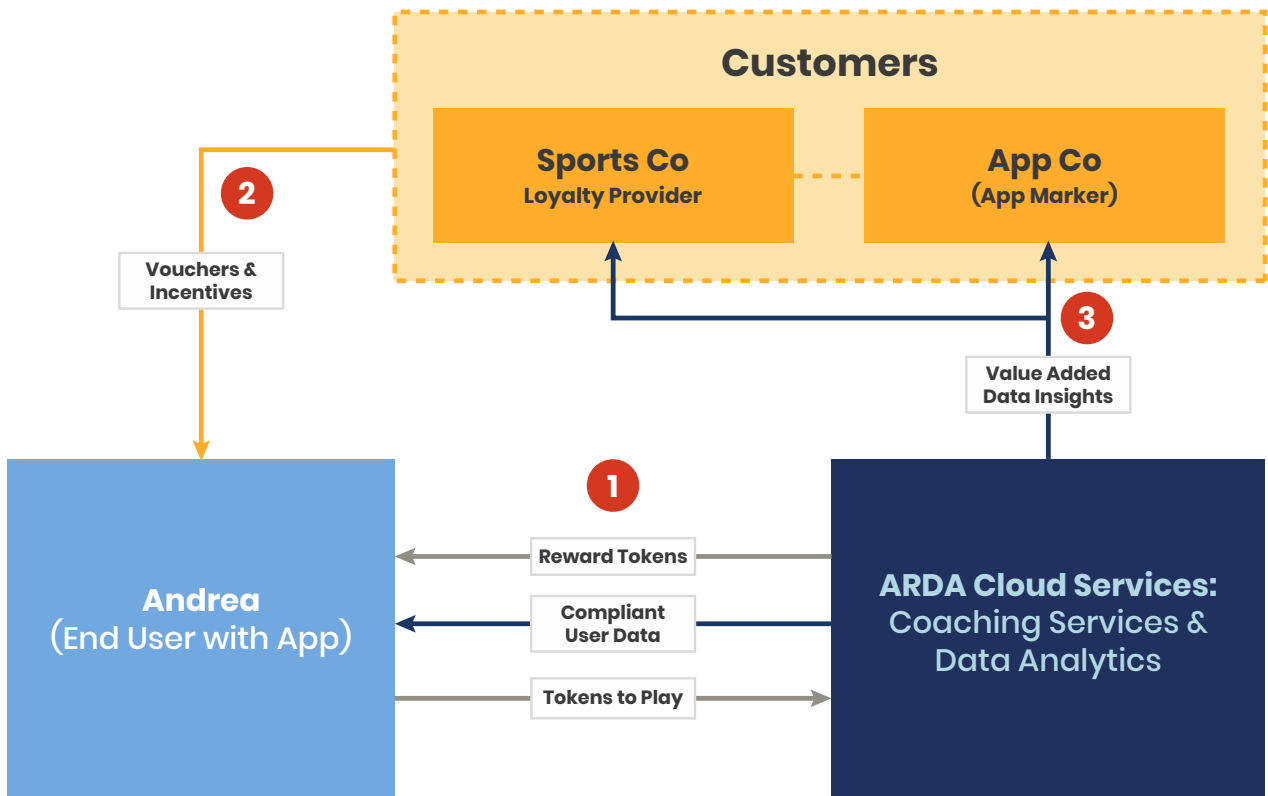 Customers
Sports Co
Loyalty Provider
App Co
(App Marker)
2
Vouchers &
Incentives
3
Value Added
Data Insights
1
Reward Tokens
Compliant
User Data
Tokens to Play
Andrea
(End User with App)
ARDA Cloud Services:
Coaching Services &
Data Analytics